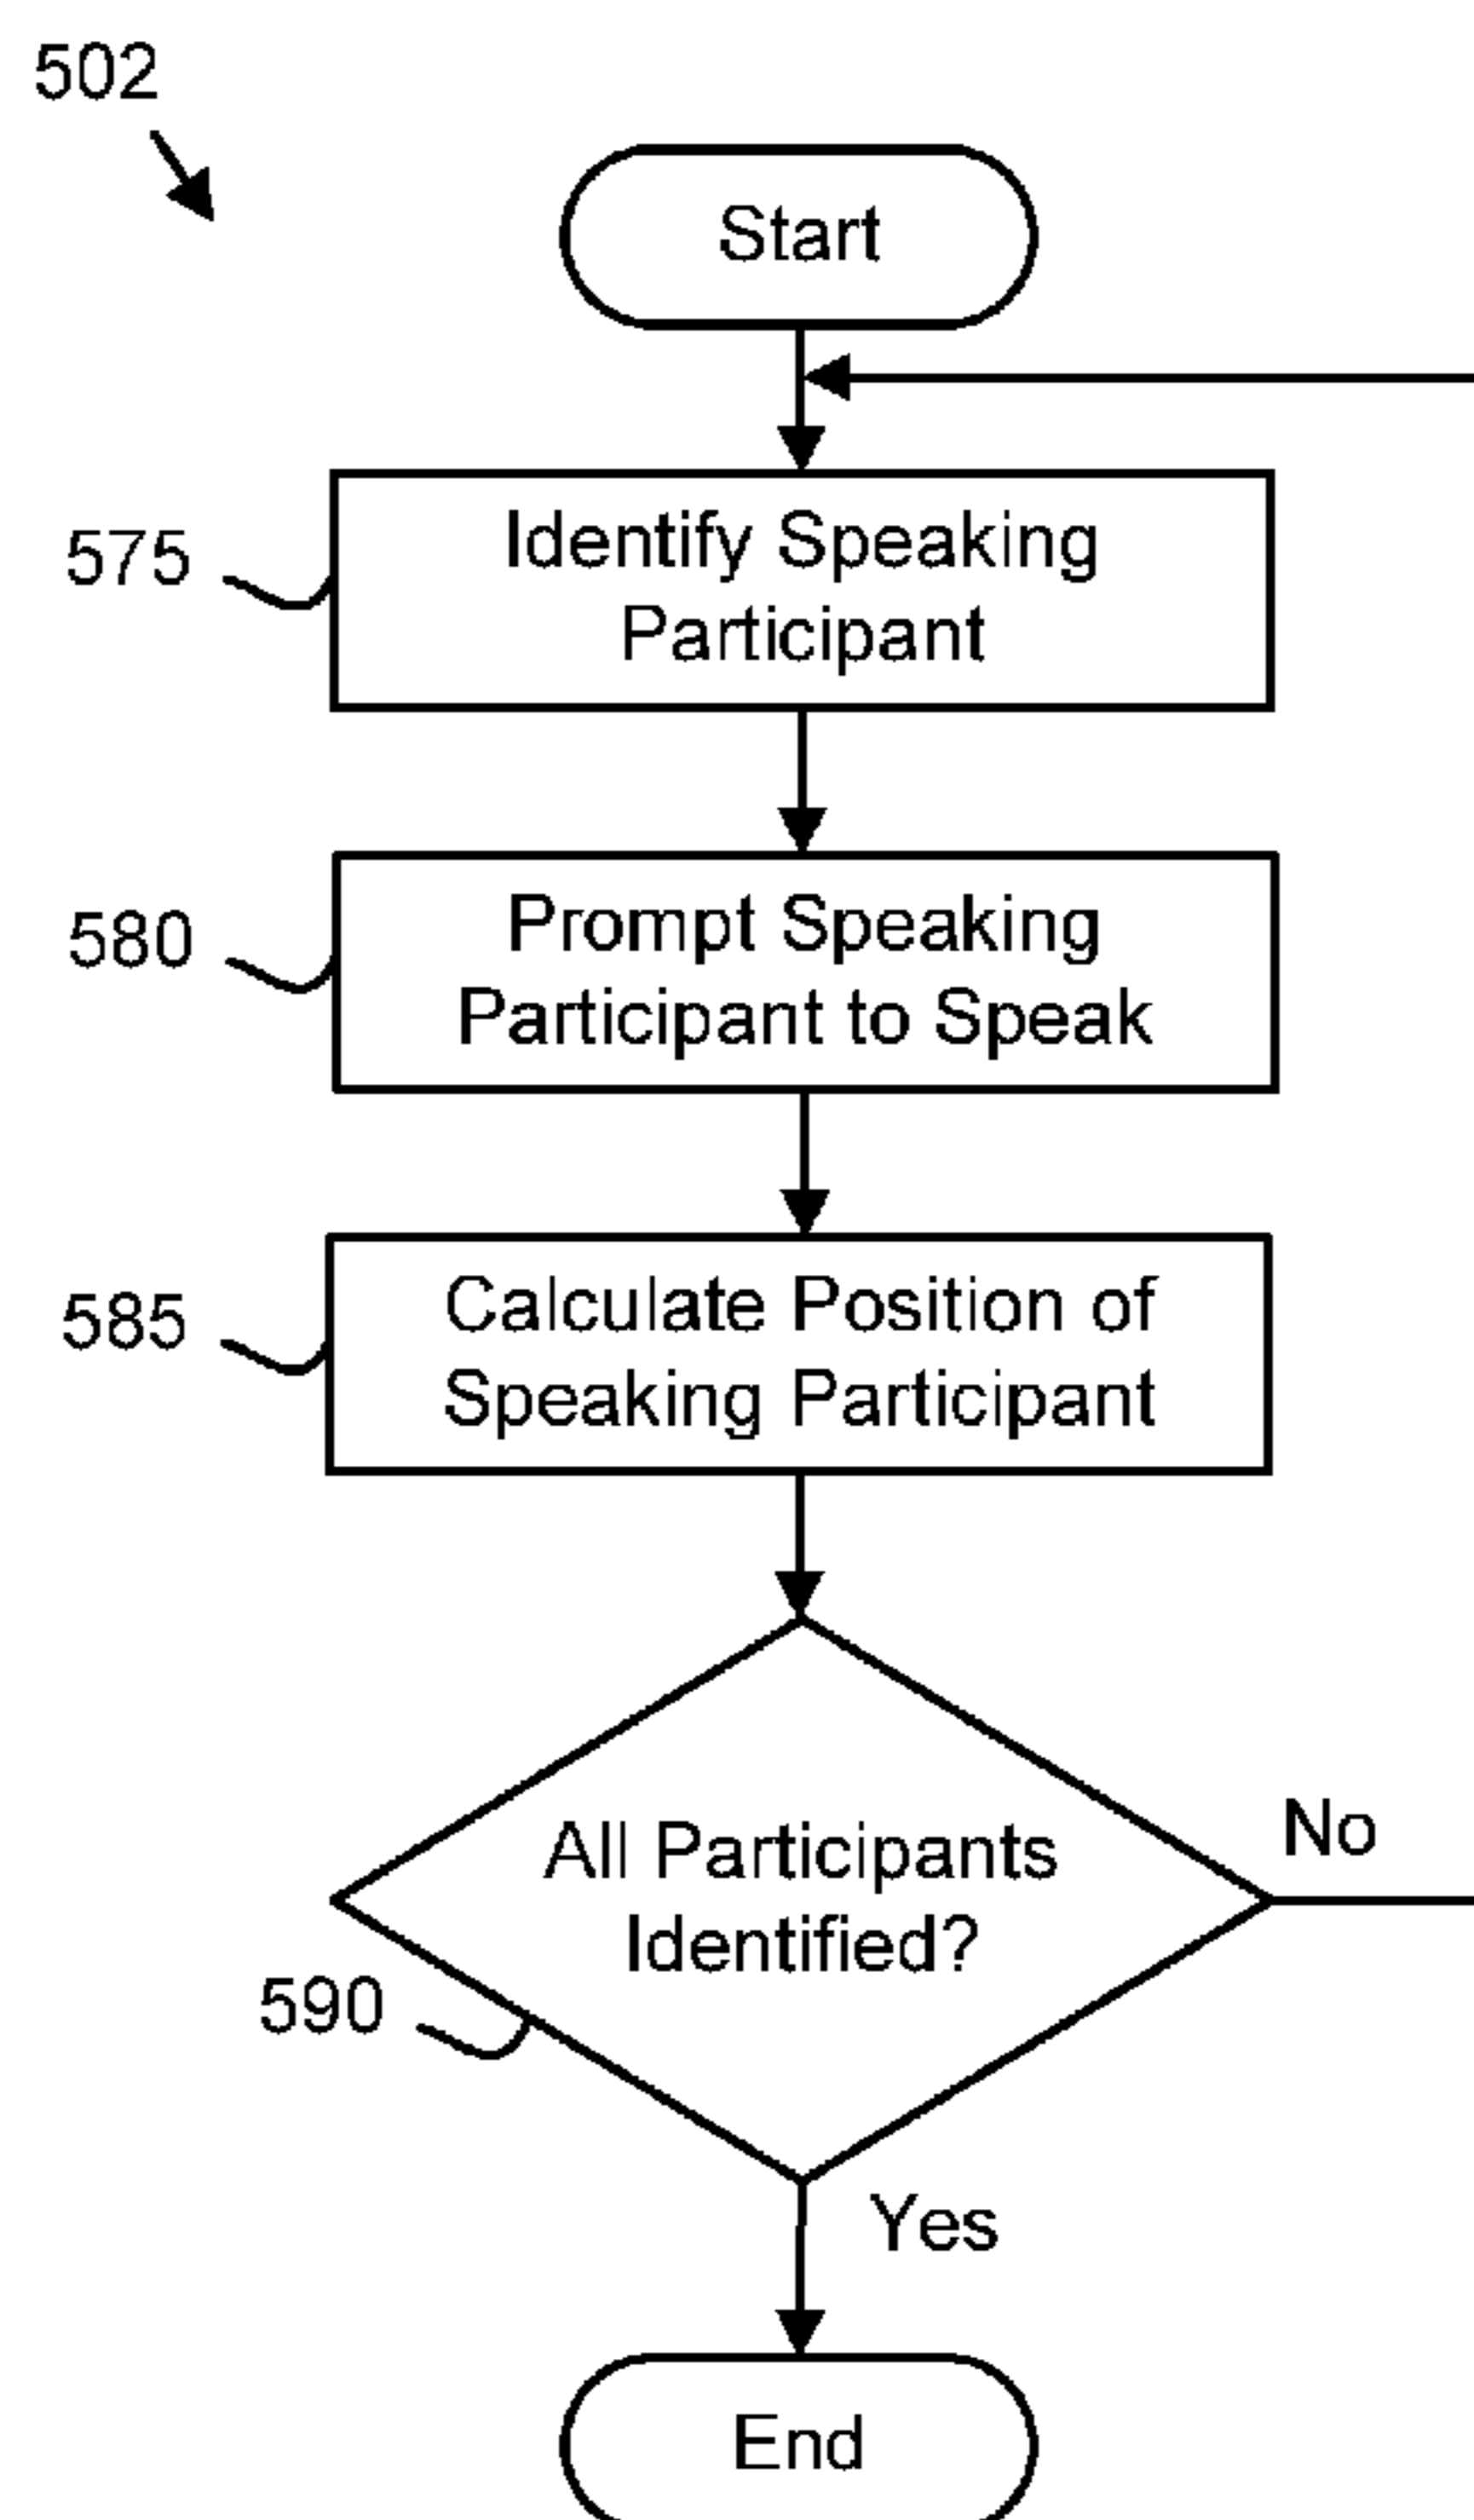 502
Start
575
Identify Speaking
Participant
580
Prompt Speaking
Participant to Speak
585
Calculate Position of
Speaking Participant
All Participants
Identified?
No
590
Yes
End